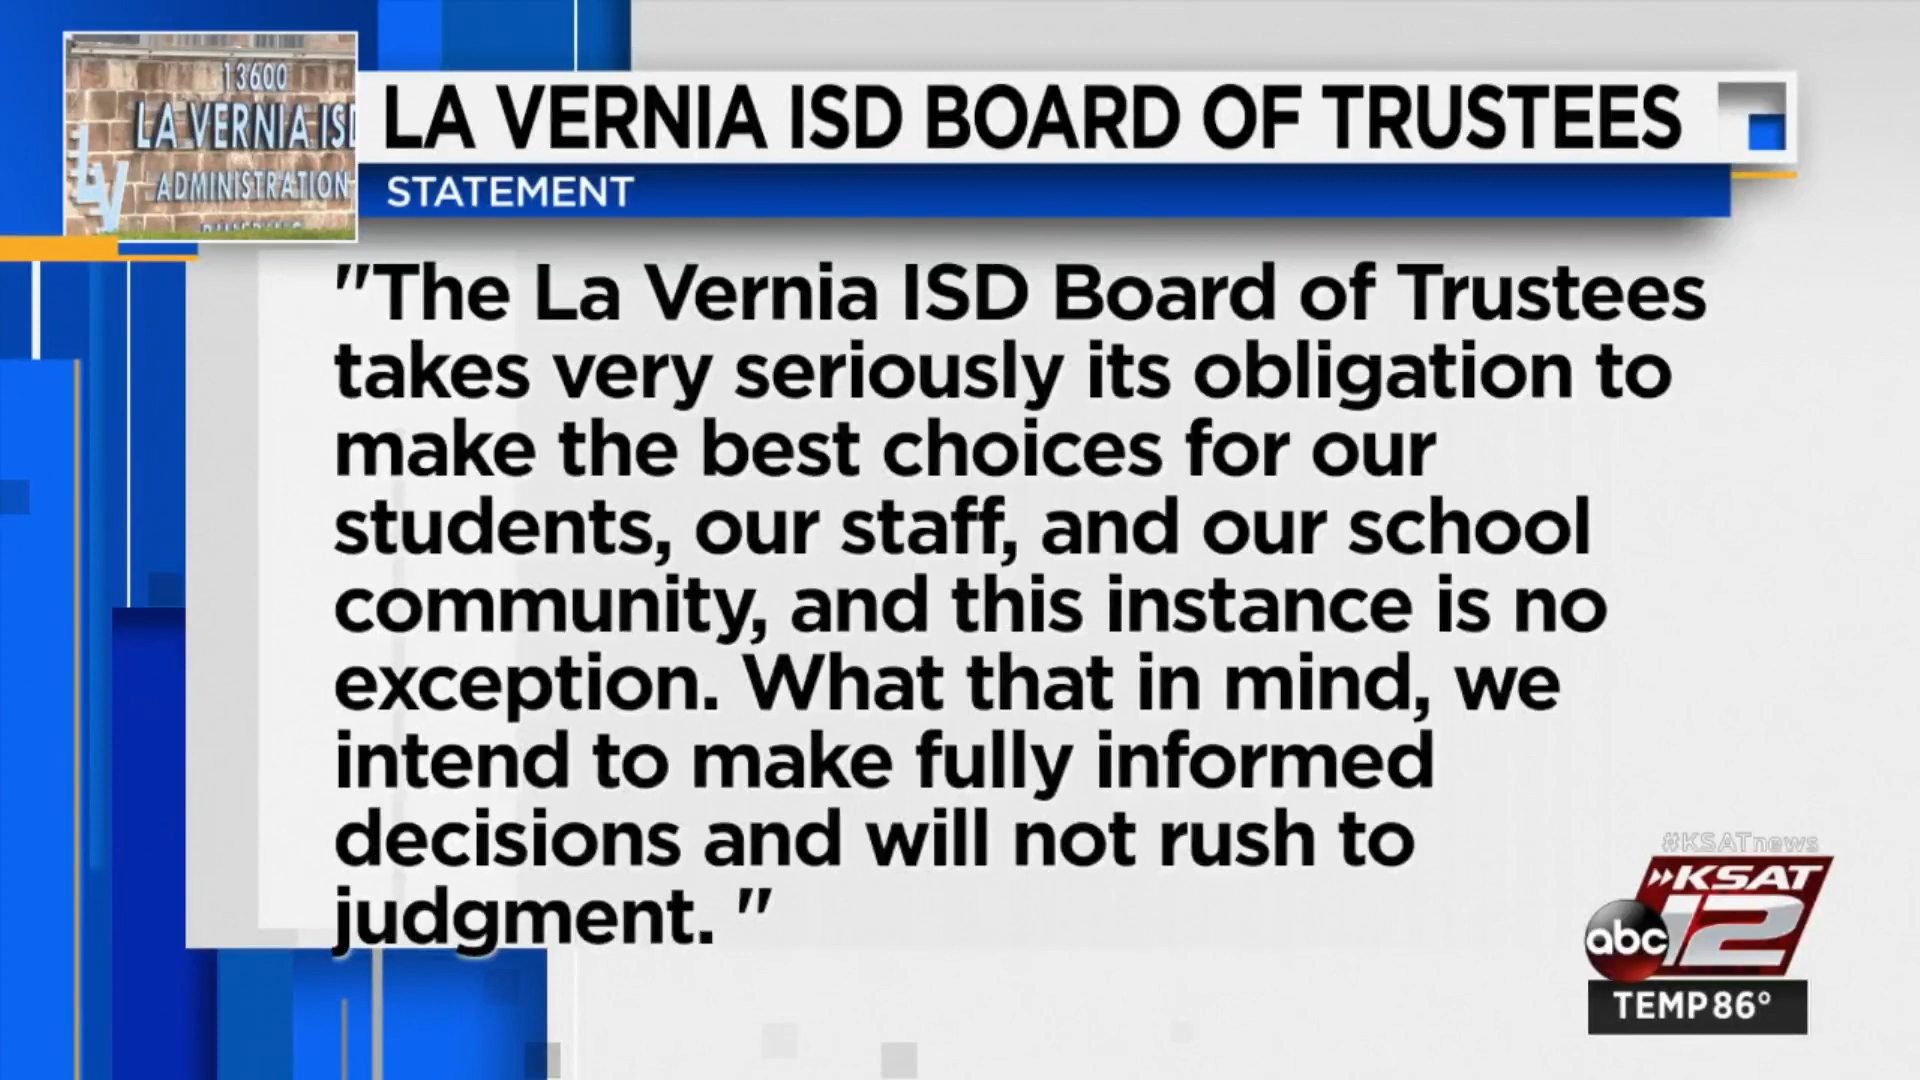 13600
LA VERNIA ISD
LV
ADMINISTRATION
LA VERNIA ISD BOARD OF TRUSTEES
STATEMENT
"The La Vernia ISD Board of Trustees
takes very seriously its obligation to
make the best choices for our
students, our staff, and our school
community, and this instance is no
exception. What that in mind, we
intend to make fully informed
decisions and will not rush to
judgment. "
#KSATnews
KSAT
abc 12
TEMP 86°